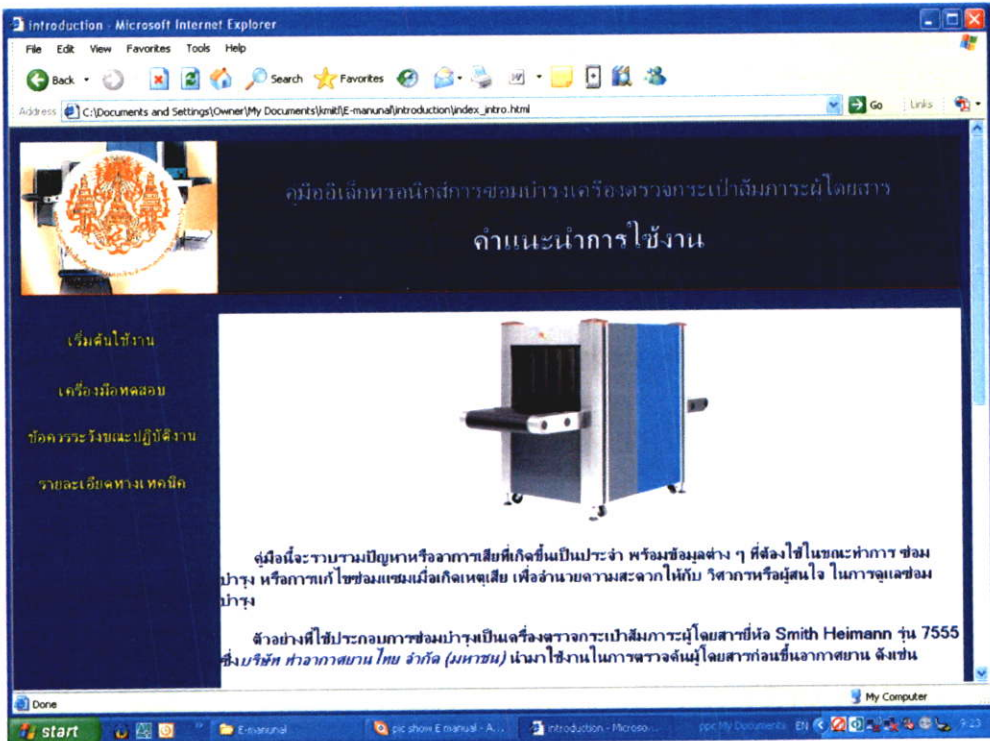 introduction - Microsoft Internet Explorer
File Edit View Favorites Tools Help
Back Search Favorites
Address C:\Documents and Settings\Owner\My Documents\kmitl\E-manunal\introduction\index_intro.html Go Links
คู่มืออิเล็กทรอนิกส์การซ่อมบำรุงเครื่องตรวจกระเป๋าสัมภาระผู้โดยสาร
คำแนะนำการใช้งาน
เริ่มต้นใช้งาน
เครื่องมือทดสอบ
ข้อควรระวังขณะปฏิบัติงาน
รายละเอียดทางเทคนิค
คู่มือนี้จะรวบรวมปัญหาหรืออาการเสียที่เกิดขึ้นเป็นประจำ พร้อมข้อมูลต่าง ๆ ที่ต้องใช้ในขณะทำการ ซ่อม
บำรุง หรือการแก้ไขซ่อมแซมเมื่อเกิดเหตุเสีย เพื่ออำนวยความสะดวกให้กับ วิศวกรหรือผู้สนใจ ในการดูแลซ่อม
บำรุง
ตัวอย่างที่ใช้ประกอบการซ่อมบำรุงเป็นเครื่องตรวจกระเป๋าสัมภาระผู้โดยสารยี่ห้อ Smith Heimann รุ่น 7555
ซึ่งบริษัท ท่าอากาศยานไทย จำกัด (มหาชน) นำมาใช้งานในการตรวจค้นผู้โดยสารก่อนขึ้นอากาศยาน ดังเช่น
Done My Computer
start E-manunal pic show E manual - A... introduction - Microso... ppc My Documents EN 9:23